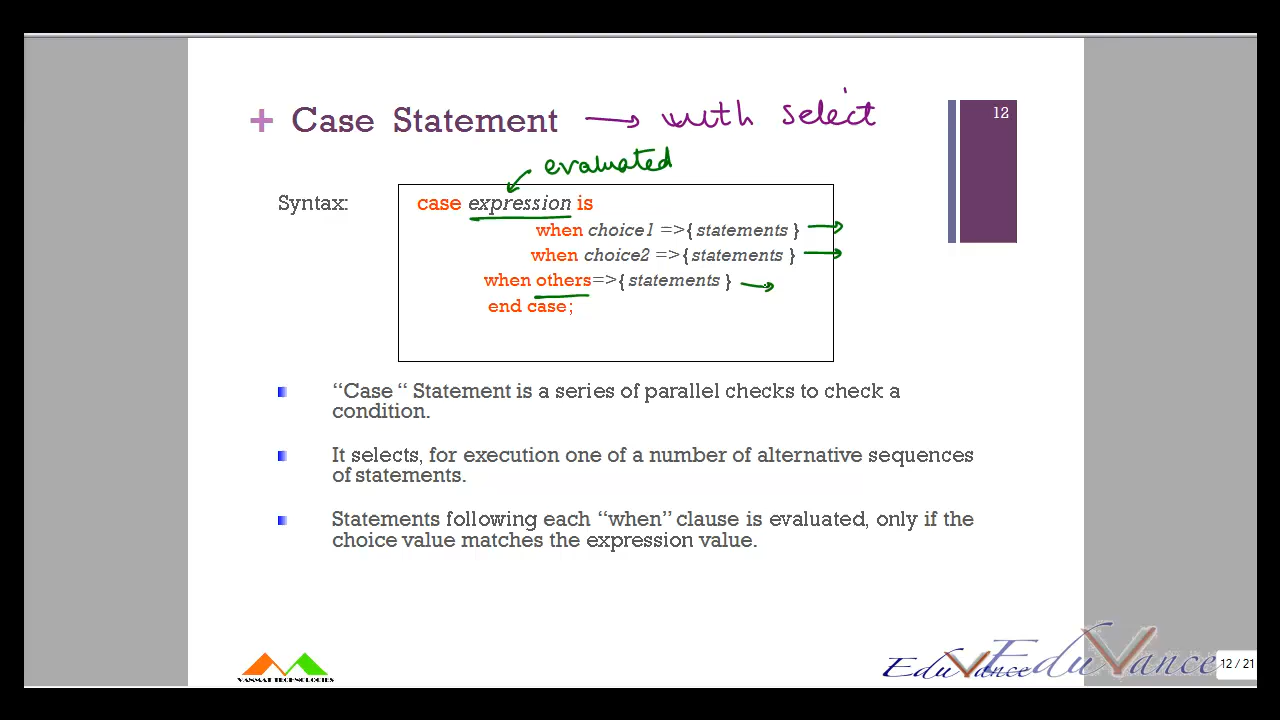 + Case Statement → with select
12
evaluated
Syntax:
case expression is
when choice1 =>{ statements }
when choice2 =>{ statements }
when others=>{ statements }
end case;
“Case “ Statement is a series of parallel checks to check a
condition.
It selects, for execution one of a number of alternative sequences
of statements.
Statements following each “when” clause is evaluated, only if the
choice value matches the expression value.
VANMAT TECHNOLOGIES
EduVance EduVance
12 / 21